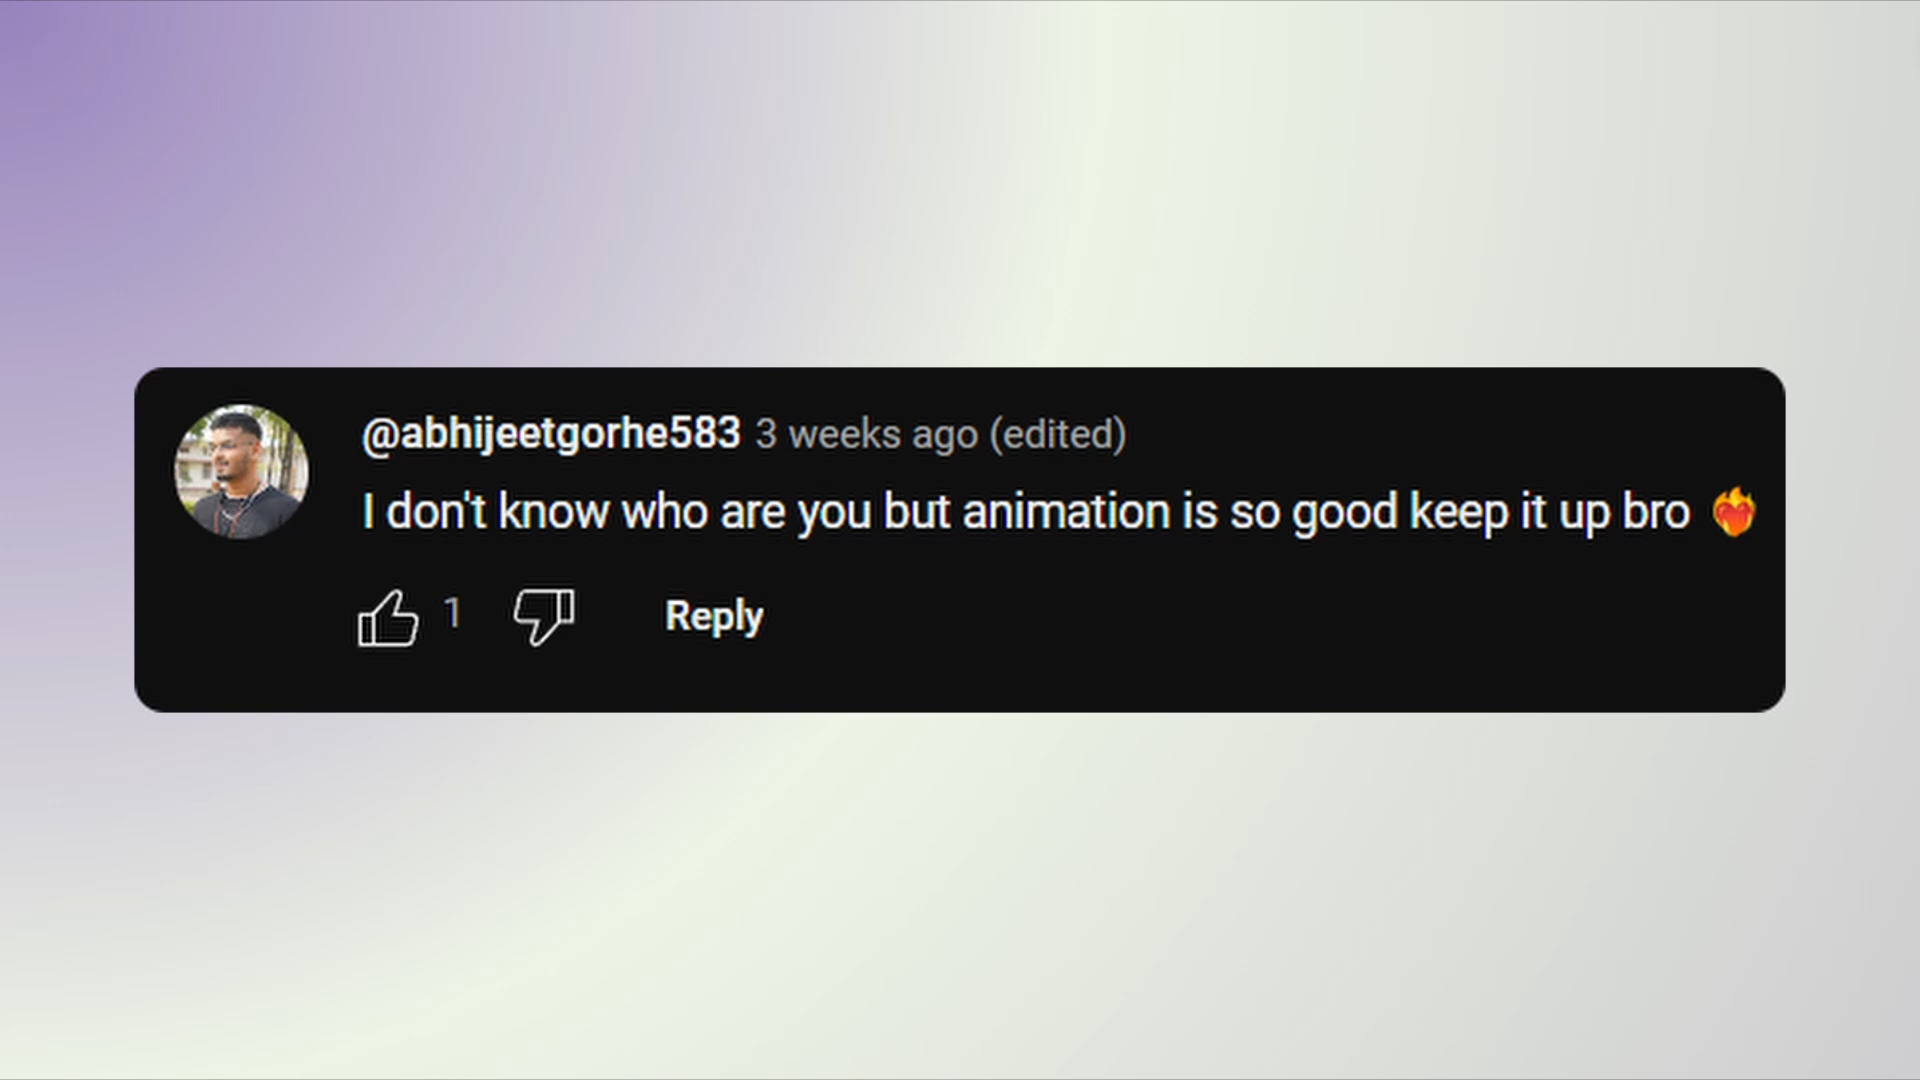 @abhijeetgorhe583 3 weeks ago (edited)
I don't know who are you but animation is so good keep it up bro ❤️‍🔥
1 Reply